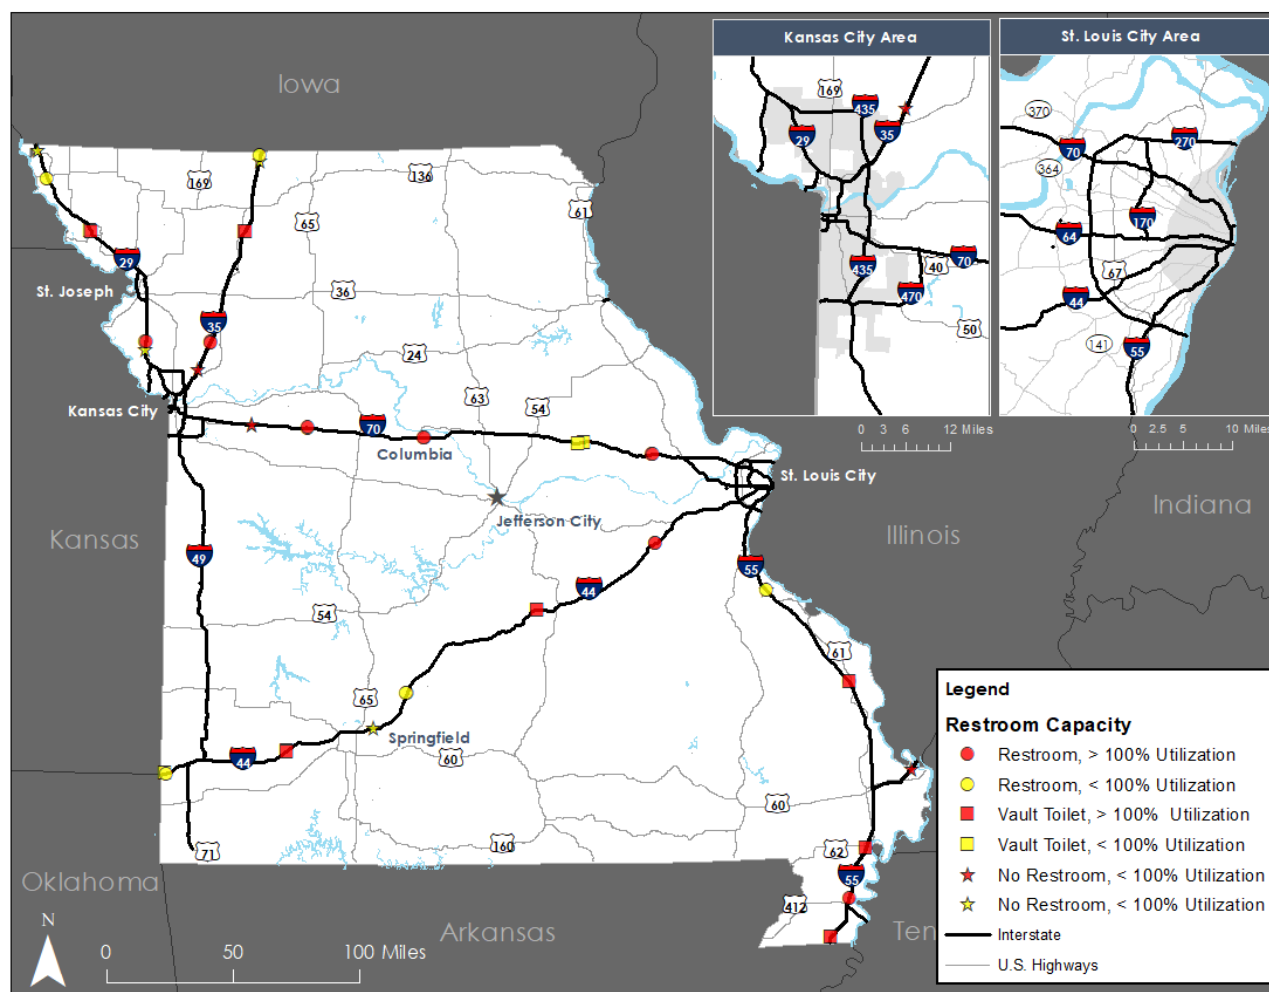 Kansas City Area
St. Louis City Area
169
435
35
29
435
70
40
470
50
0 3 6 12 Miles
370
270
70
364
170
64
67
44
141
55
0 2.5 5 10 Miles
Iowa
169
136
65
61
29
St. Joseph
36
35
24
63
54
Kansas City
70
Columbia
St. Louis City
Jefferson City
Kansas
Illinois
Indiana
49
55
44
54
61
65
Springfield
44
60
60
71
160
62
55
412
Oklahoma
Arkansas
Ten
N
0 50 100 Miles
Legend
Restroom Capacity
Restroom, > 100% Utilization
Restroom, < 100% Utilization
Vault Toilet, > 100% Utilization
Vault Toilet, < 100% Utilization
No Restroom, < 100% Utilization
No Restroom, < 100% Utilization
Interstate
U.S. Highways